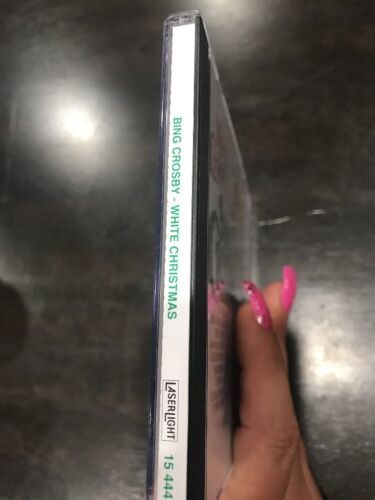 BING CROSBY - WHITE CHRISTMAS
LASERLIGHT
15 444